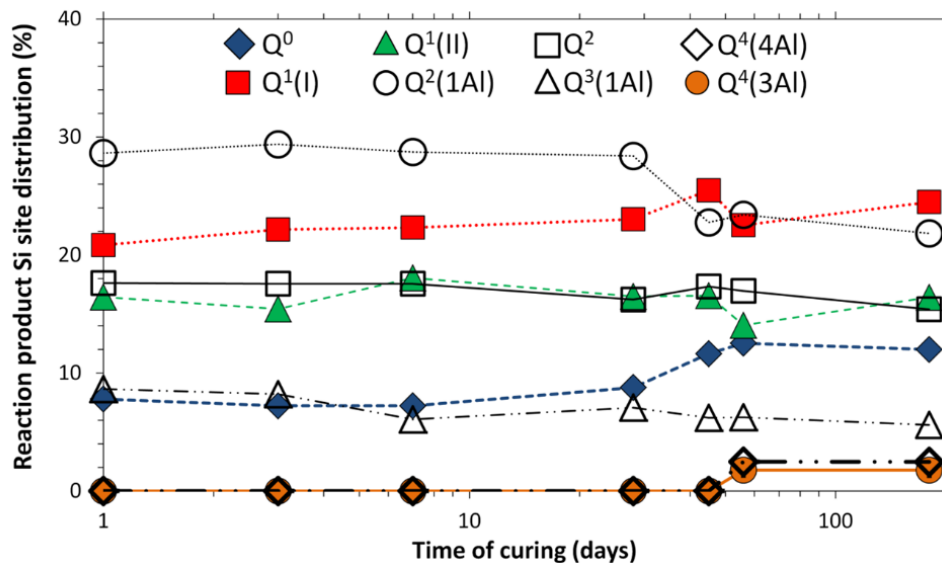 40
Q⁰ Q¹(II) Q² Q⁴(4Al)
Q¹(I) Q²(1Al) Q³(1Al) Q⁴(3Al)
30
20
10
0
1 10 100
Reaction product Si site distribution (%)
Time of curing (days)